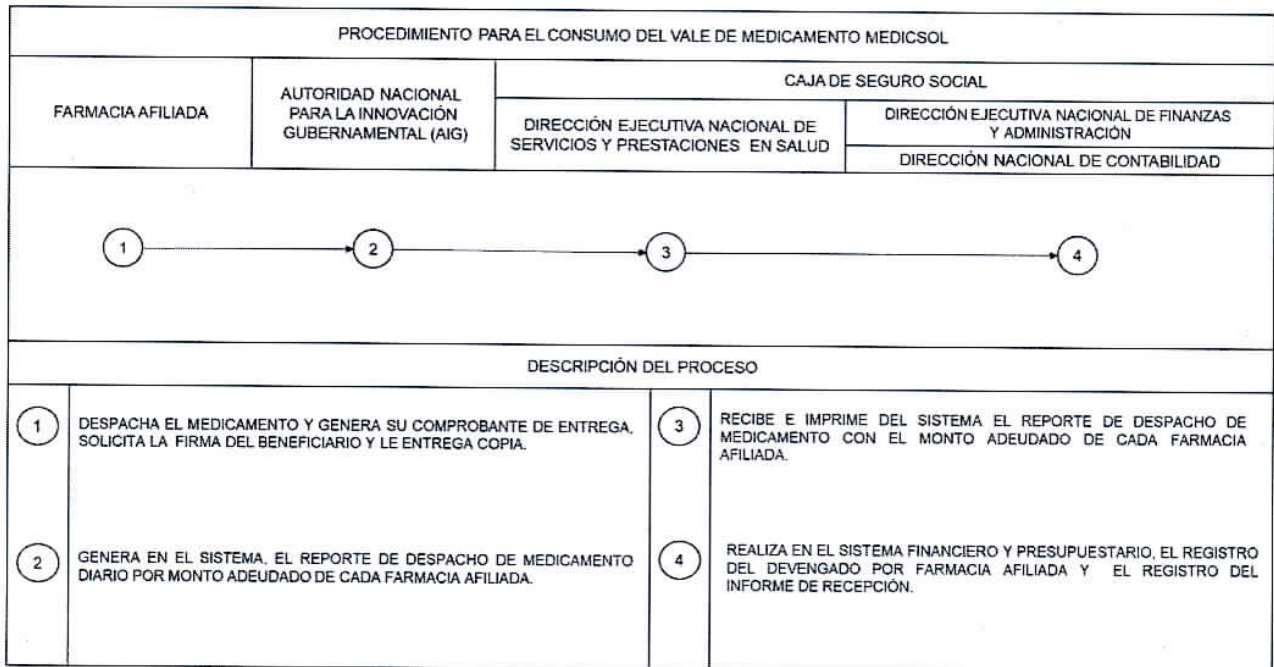 PROCEDIMIENTO PARA EL CONSUMO DEL VALE DE MEDICAMENTO MEDICSOL
FARMACIA AFILIADA
AUTORIDAD NACIONAL
PARA LA INNOVACIÓN
GUBERNAMENTAL (AIG)
CAJA DE SEGURO SOCIAL
DIRECCIÓN EJECUTIVA NACIONAL DE
SERVICIOS Y PRESTACIONES EN SALUD
DIRECCIÓN EJECUTIVA NACIONAL DE FINANZAS
Y ADMINISTRACIÓN
DIRECCIÓN NACIONAL DE CONTABILIDAD
1
2
3
4
DESCRIPCIÓN DEL PROCESO
1
DESPACHA EL MEDICAMENTO Y GENERA SU COMPROBANTE DE ENTREGA,
SOLICITA LA FIRMA DEL BENEFICIARIO Y LE ENTREGA COPIA.
2
GENERA EN EL SISTEMA, EL REPORTE DE DESPACHO DE MEDICAMENTO
DIARIO POR MONTO ADEUDADO DE CADA FARMACIA AFILIADA.
3
RECIBE E IMPRIME DEL SISTEMA EL REPORTE DE DESPACHO DE
MEDICAMENTO CON EL MONTO ADEUDADO DE CADA FARMACIA
AFILIADA.
4
REALIZA EN EL SISTEMA FINANCIERO Y PRESUPUESTARIO, EL REGISTRO
DEL DEVENGADO POR FARMACIA AFILIADA Y EL REGISTRO DEL
INFORME DE RECEPCIÓN.